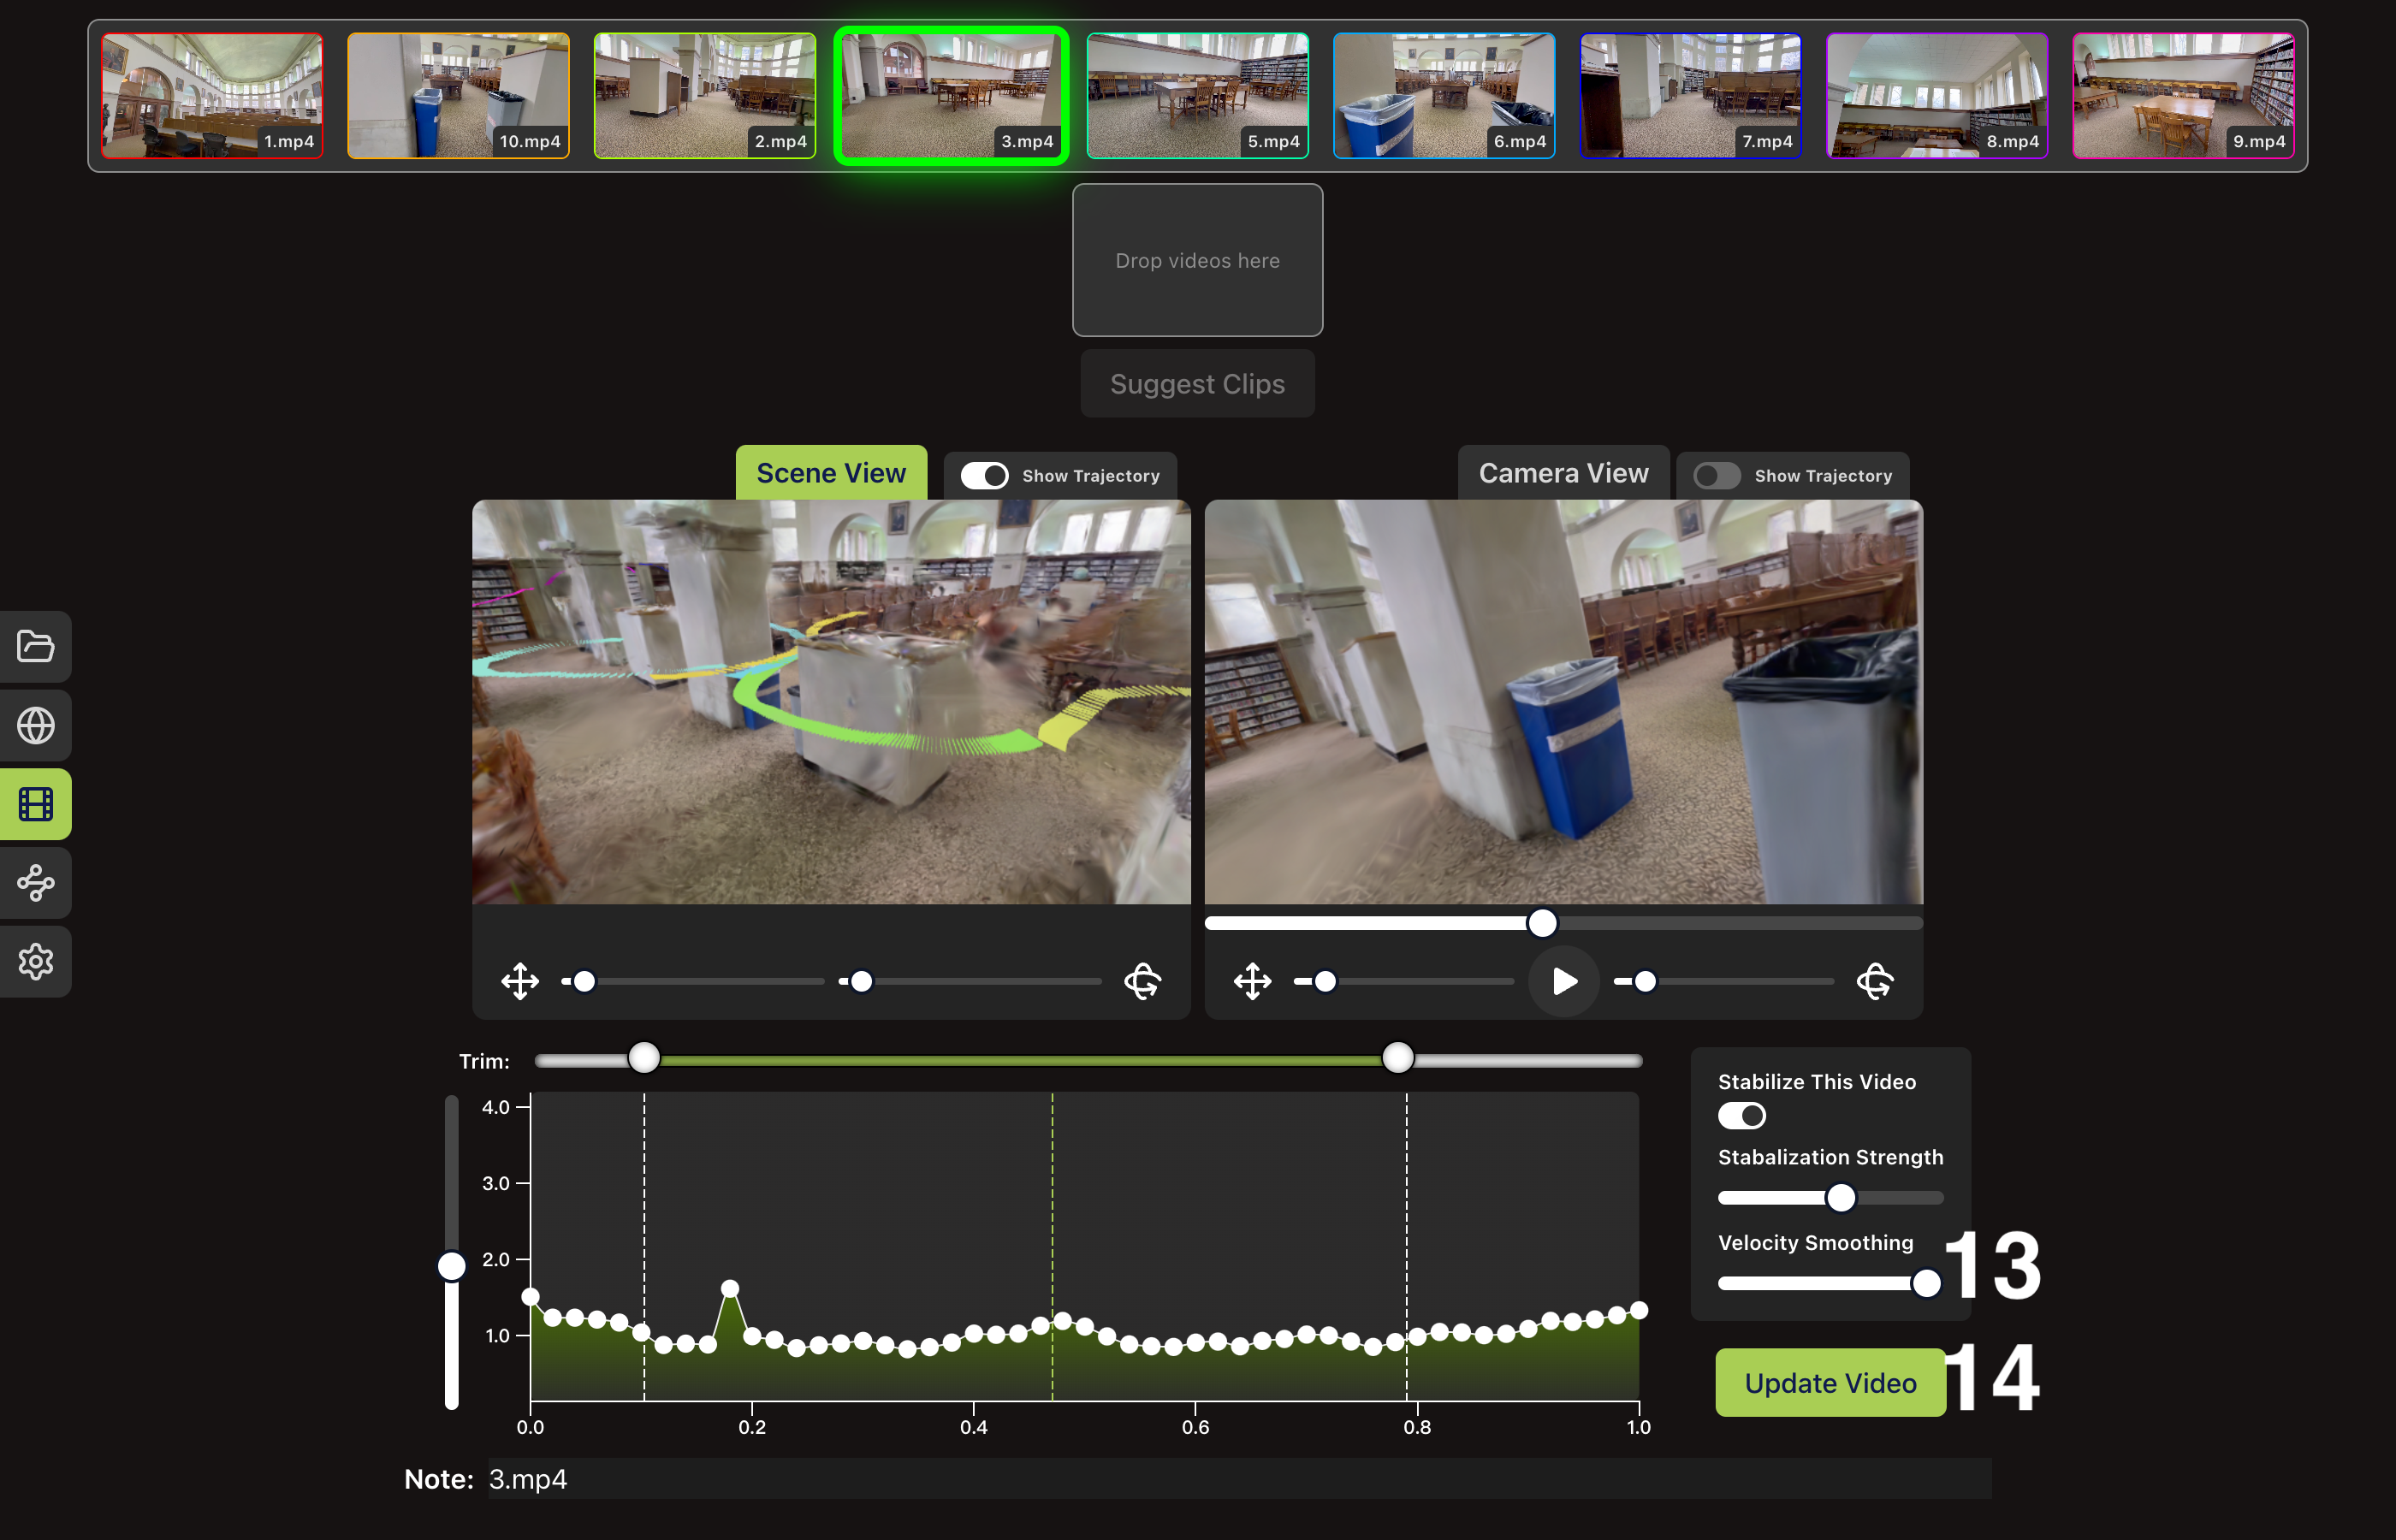 1.mp4
10.mp4
2.mp4
3.mp4
5.mp4
6.mp4
7.mp4
8.mp4
9.mp4
Drop videos here
Suggest Clips
Scene View
Show Trajectory
Camera View
Show Trajectory
Trim:
4.0
3.0
2.0
1.0
0.0
0.2
0.4
0.6
0.8
1.0
Stabilize This Video
Stabalization Strength
Velocity Smoothing
13
Update Video
14
Note:
3.mp4